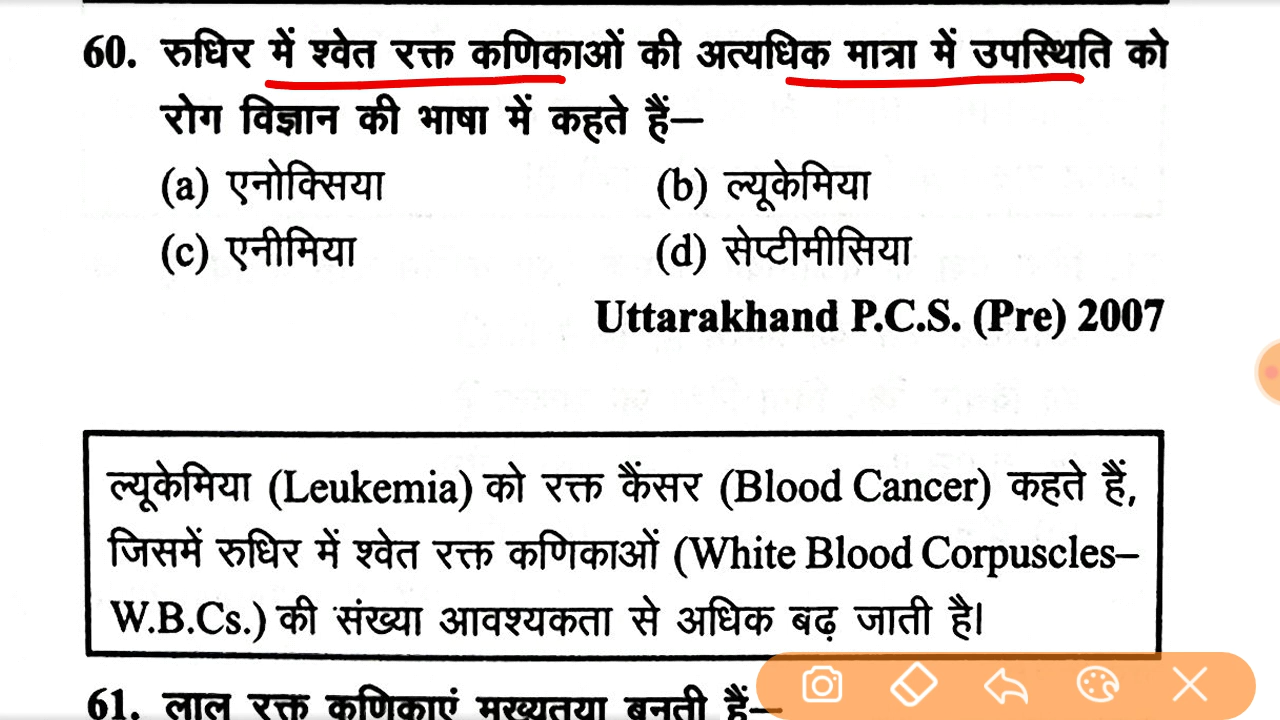 60. रुधिर में श्वेत रक्त कणिकाओं की अत्यधिक मात्रा में उपस्थिति को
रोग विज्ञान की भाषा में कहते हैं–
(a) एनोक्सिया (b) ल्यूकेमिया
(c) एनीमिया (d) सेप्टीमीसिया
Uttarakhand P.C.S. (Pre) 2007
ल्यूकेमिया (Leukemia) को रक्त कैंसर (Blood Cancer) कहते हैं,
जिसमें रुधिर में श्वेत रक्त कणिकाओं (White Blood Corpuscles–
W.B.Cs.) की संख्या आवश्यकता से अधिक बढ़ जाती है।
61. लाल रक्त कणिकाएं मुख्यतया बनती हैं–